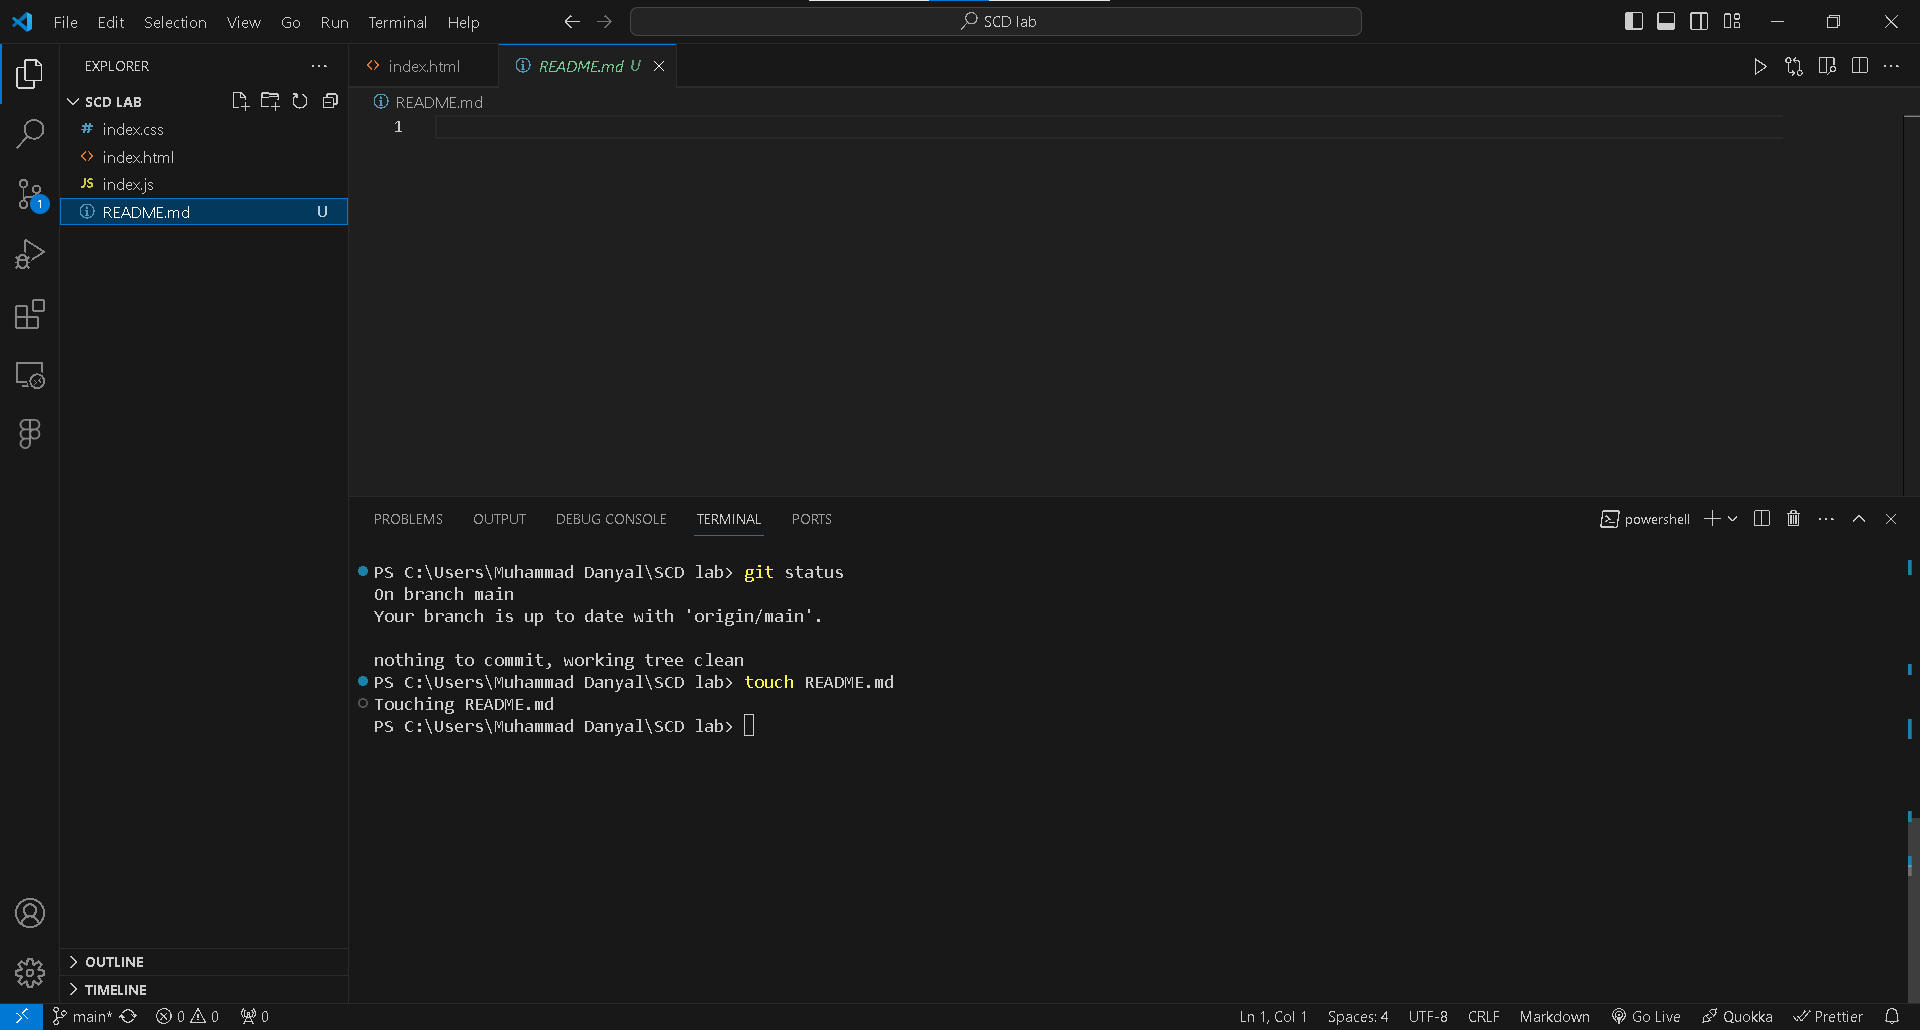 File Edit Selection View Go Run Terminal Help
SCD lab
EXPLORER
SCD LAB
# index.css
<> index.html
JS index.js
README.md U
<> index.html
README.md U
README.md
1
PROBLEMS OUTPUT DEBUG CONSOLE TERMINAL PORTS
powershell
PS C:\Users\Muhammad Danyal\SCD lab> git status
On branch main
Your branch is up to date with 'origin/main'.
nothing to commit, working tree clean
PS C:\Users\Muhammad Danyal\SCD lab> touch README.md
Touching README.md
PS C:\Users\Muhammad Danyal\SCD lab>
1
OUTLINE
TIMELINE
main* 0 0 0
Ln 1, Col 1 Spaces: 4 UTF-8 CRLF Markdown Go Live Quokka Prettier